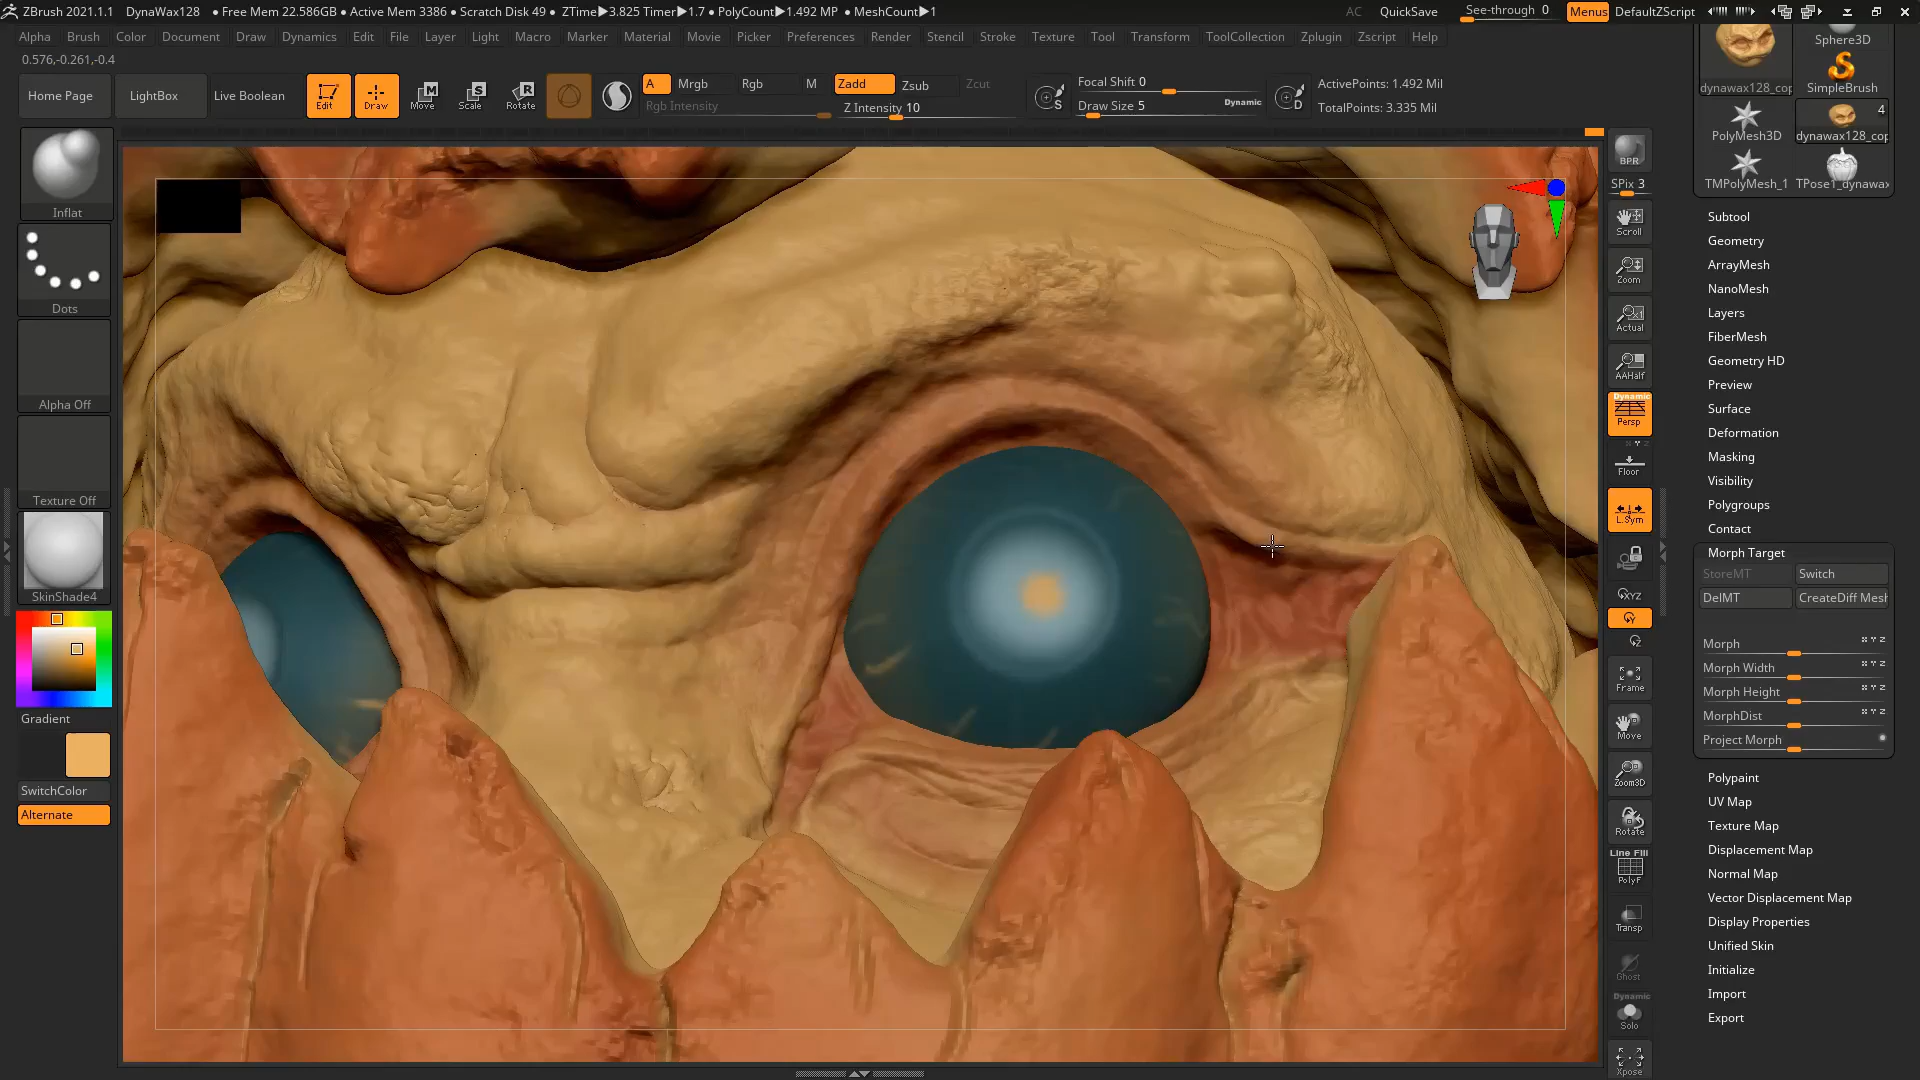 ZBrush 2021.1.1 DynaWax128 ● Free Mem 22.586GB ● Active Mem 3386 ● Scratch Disk 49 ● ZTime▶3.825 Timer▶1.7 ● PolyCount▶1.492 MP ● MeshCount▶1 AC QuickSave See-through 0 Menus DefaultZScript
Alpha Brush Color Document Draw Dynamics Edit File Layer Light Macro Marker Material Movie Picker Preferences Render Stencil Stroke Texture Tool Transform ToolCollection Zplugin Zscript Help
0.576,-0.261,-0.4
Home Page LightBox Live Boolean Edit Draw Move Scale Rotate A Mrgb Rgb M Zadd Zsub Zcut
Rgb Intensity Z Intensity 10
S Focal Shift 0
Draw Size 5 Dynamic
D ActivePoints: 1.492 Mil
TotalPoints: 3.335 Mil
Inflat
Dots
Alpha Off
Texture Off
SkinShade4
Gradient
SwitchColor
Alternate
BPR
SPix 3
Scroll
Zoom
Actual
AAHalf
Dynamic
Persp
Floor
L.Sym
XYZ
Y
Z
Frame
Move
Zoom3D
Rotate
Line Fill
PolyF
Transp
Ghost
Dynamic
Solo
Xpose
Sphere3D
dynawax128_cop SimpleBrush
4
PolyMesh3D dynawax128_cop
TMPolyMesh_1 TPose1_dynawax
Subtool
Geometry
ArrayMesh
NanoMesh
Layers
FiberMesh
Geometry HD
Preview
Surface
Deformation
Masking
Visibility
Polygroups
Contact
Morph Target
StoreMT Switch
DelMT CreateDiff Mesh
Morph X Y Z
Morph Width X Y Z
Morph Height X Y Z
MorphDist X Y Z
Project Morph
Polypaint
UV Map
Texture Map
Displacement Map
Normal Map
Vector Displacement Map
Display Properties
Unified Skin
Initialize
Import
Export